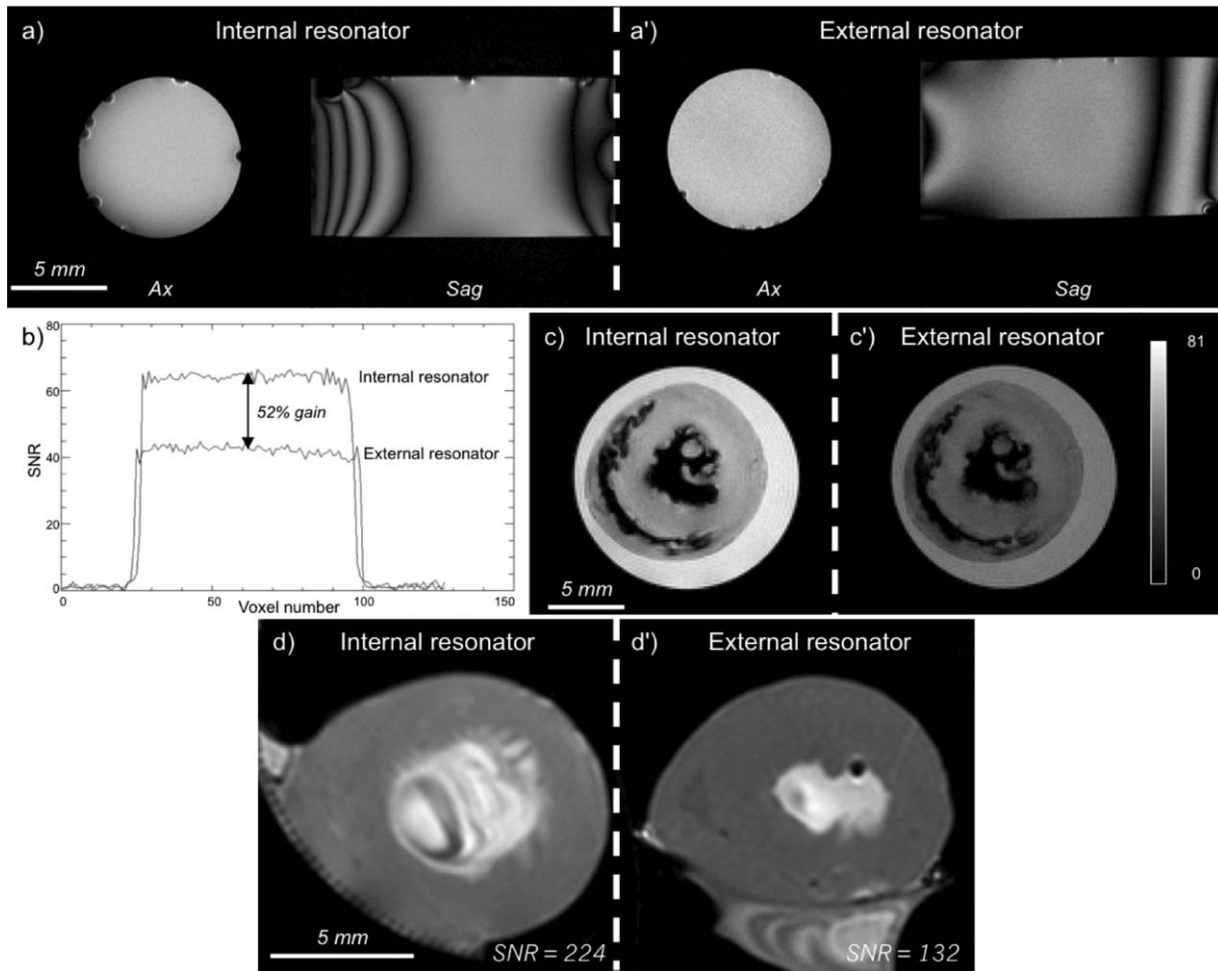 a) Internal resonator
a') External resonator
5 mm
Ax
Sag
Ax
Sag
b)
80
60
40
20
0
SNR
Internal resonator
52% gain
External resonator
0
50
100
150
Voxel number
c) Internal resonator
c') External resonator
5 mm
81
0
d) Internal resonator
d') External resonator
5 mm
SNR = 224
SNR = 132